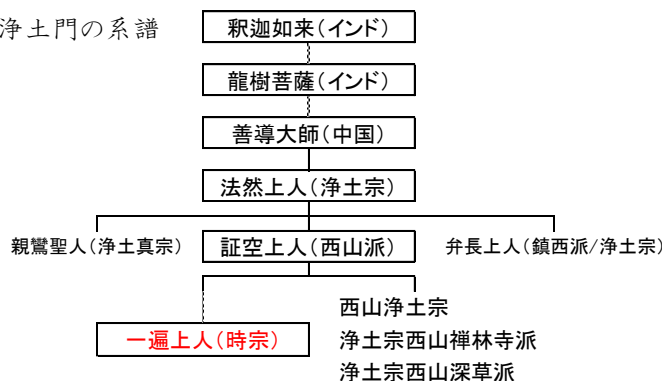 浄土門の系譜
釈迦如来(インド)
龍樹菩薩(インド)
善導大師(中国)
法然上人(浄土宗)
親鸞聖人(浄土真宗)
証空上人(西山派)
弁長上人(鎮西派/浄土宗)
一遍上人(時宗)
西山浄土宗
浄土宗西山禅林寺派
浄土宗西山深草派